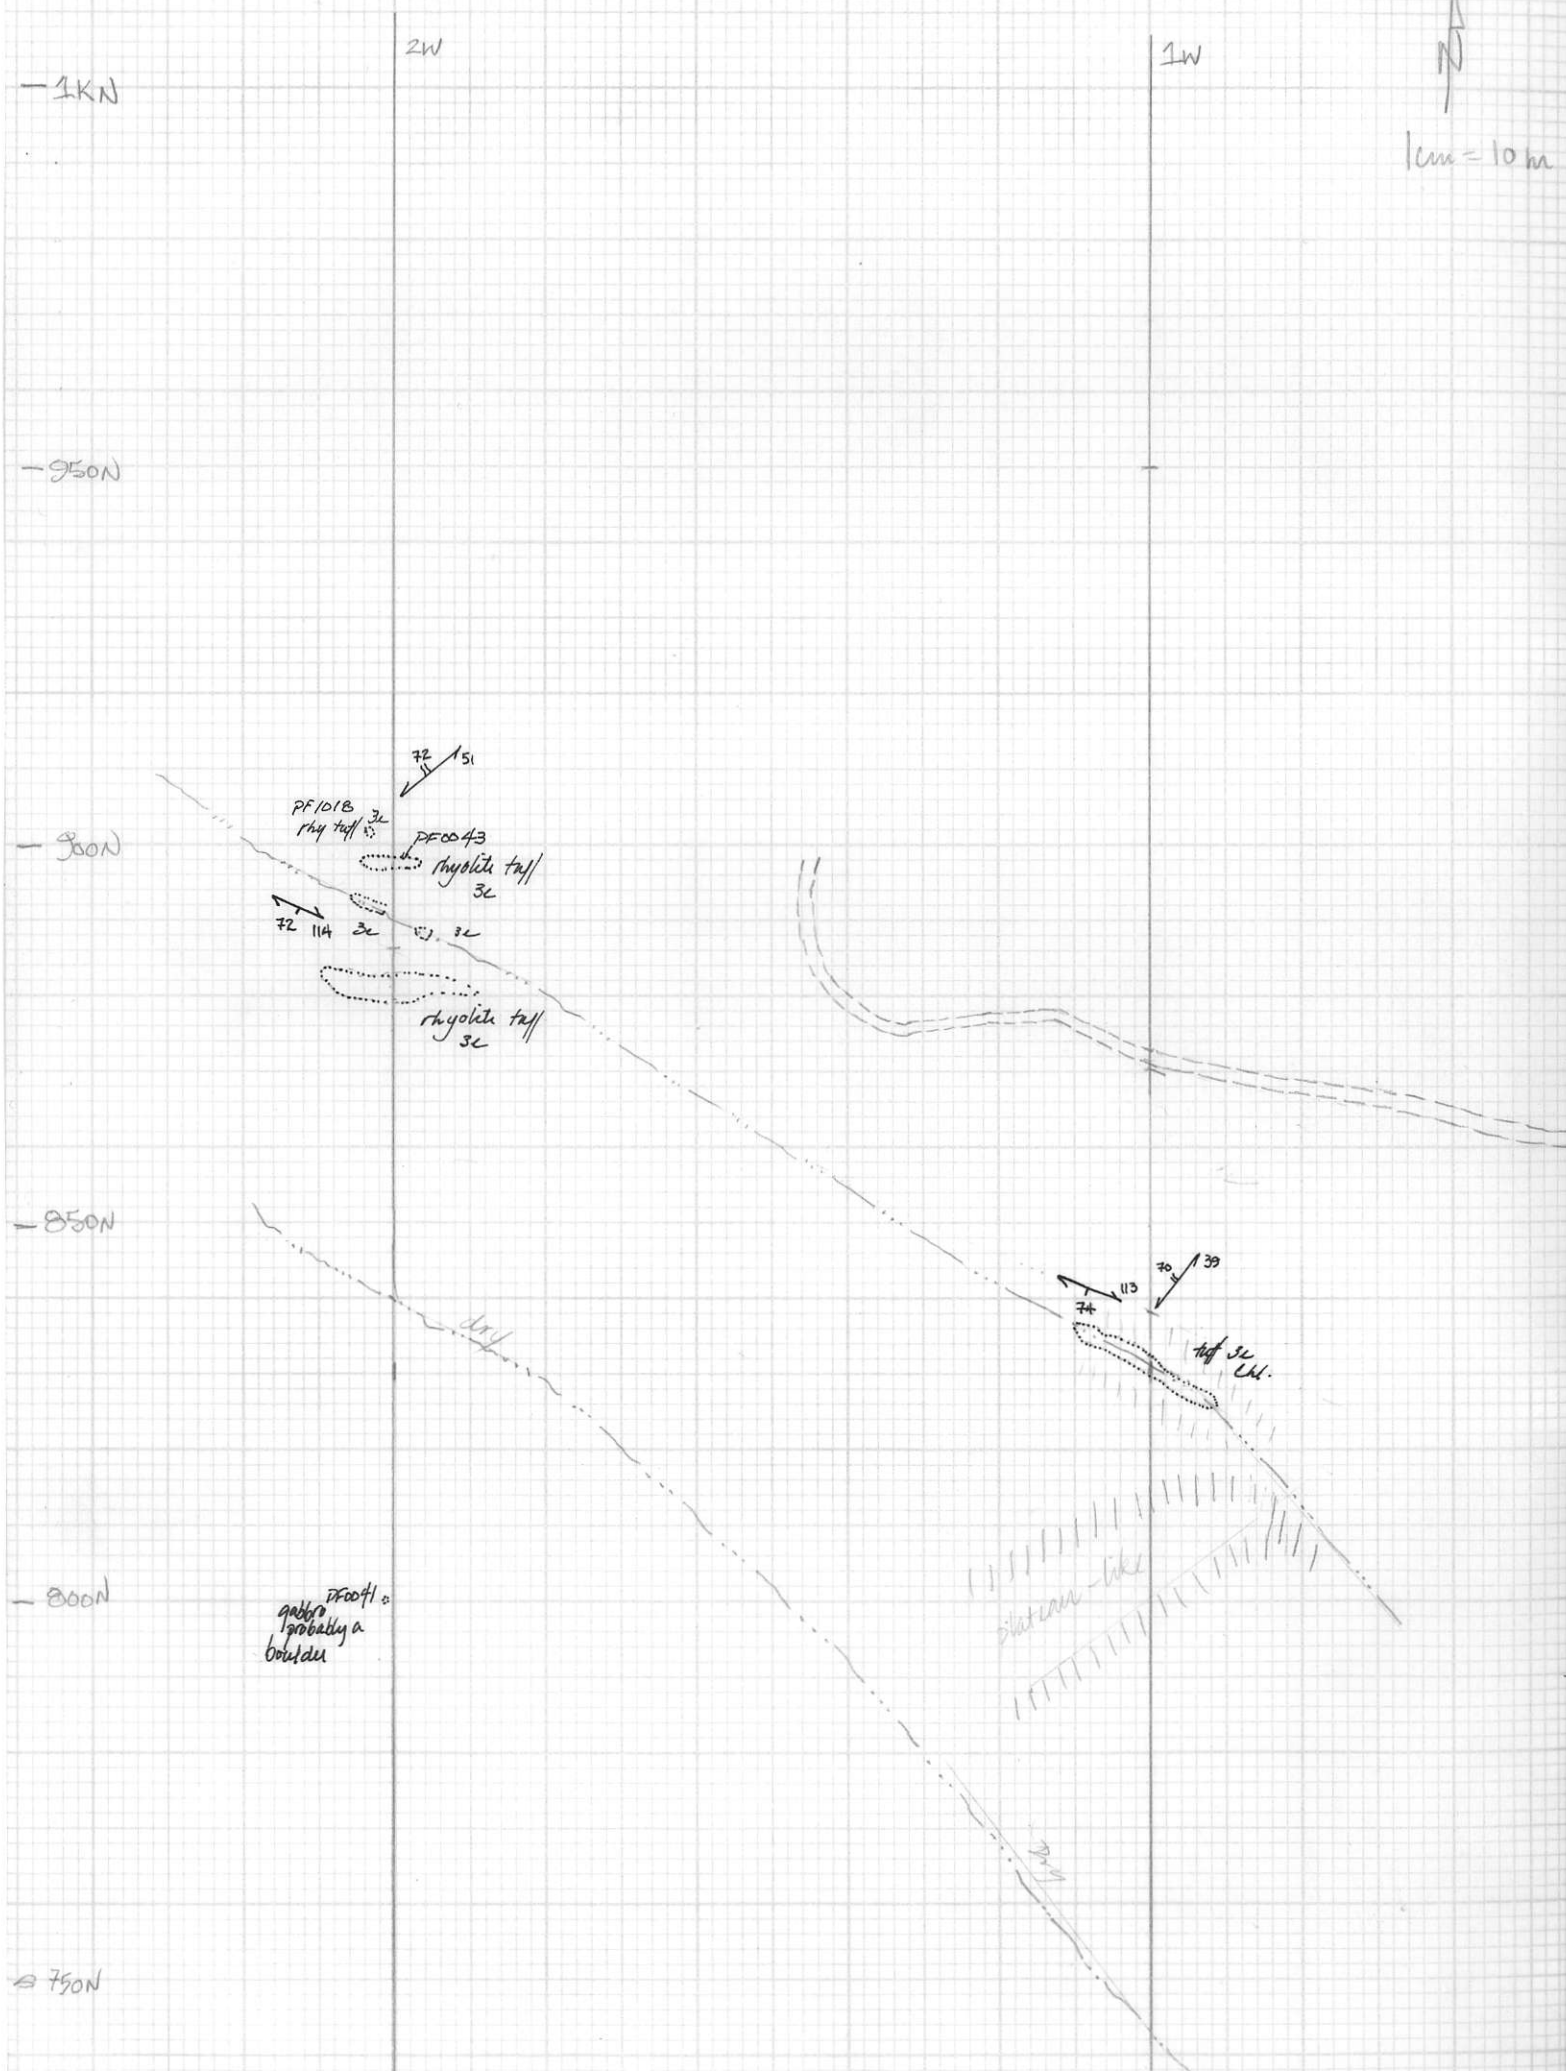 2W
1W
N
1KN
1cm = 10 m
950N
72
51
PF101B
3c
rhy tuff
900N
PF0043
rhyolite tuff
3c
72
114
3c
3c
rhyolite tuff
3c
850N
70
39
113
74
tuff 3c
chl.
dry
plateau-like
800N
PF0041
gabbro
probably a
boulder
dry
750N